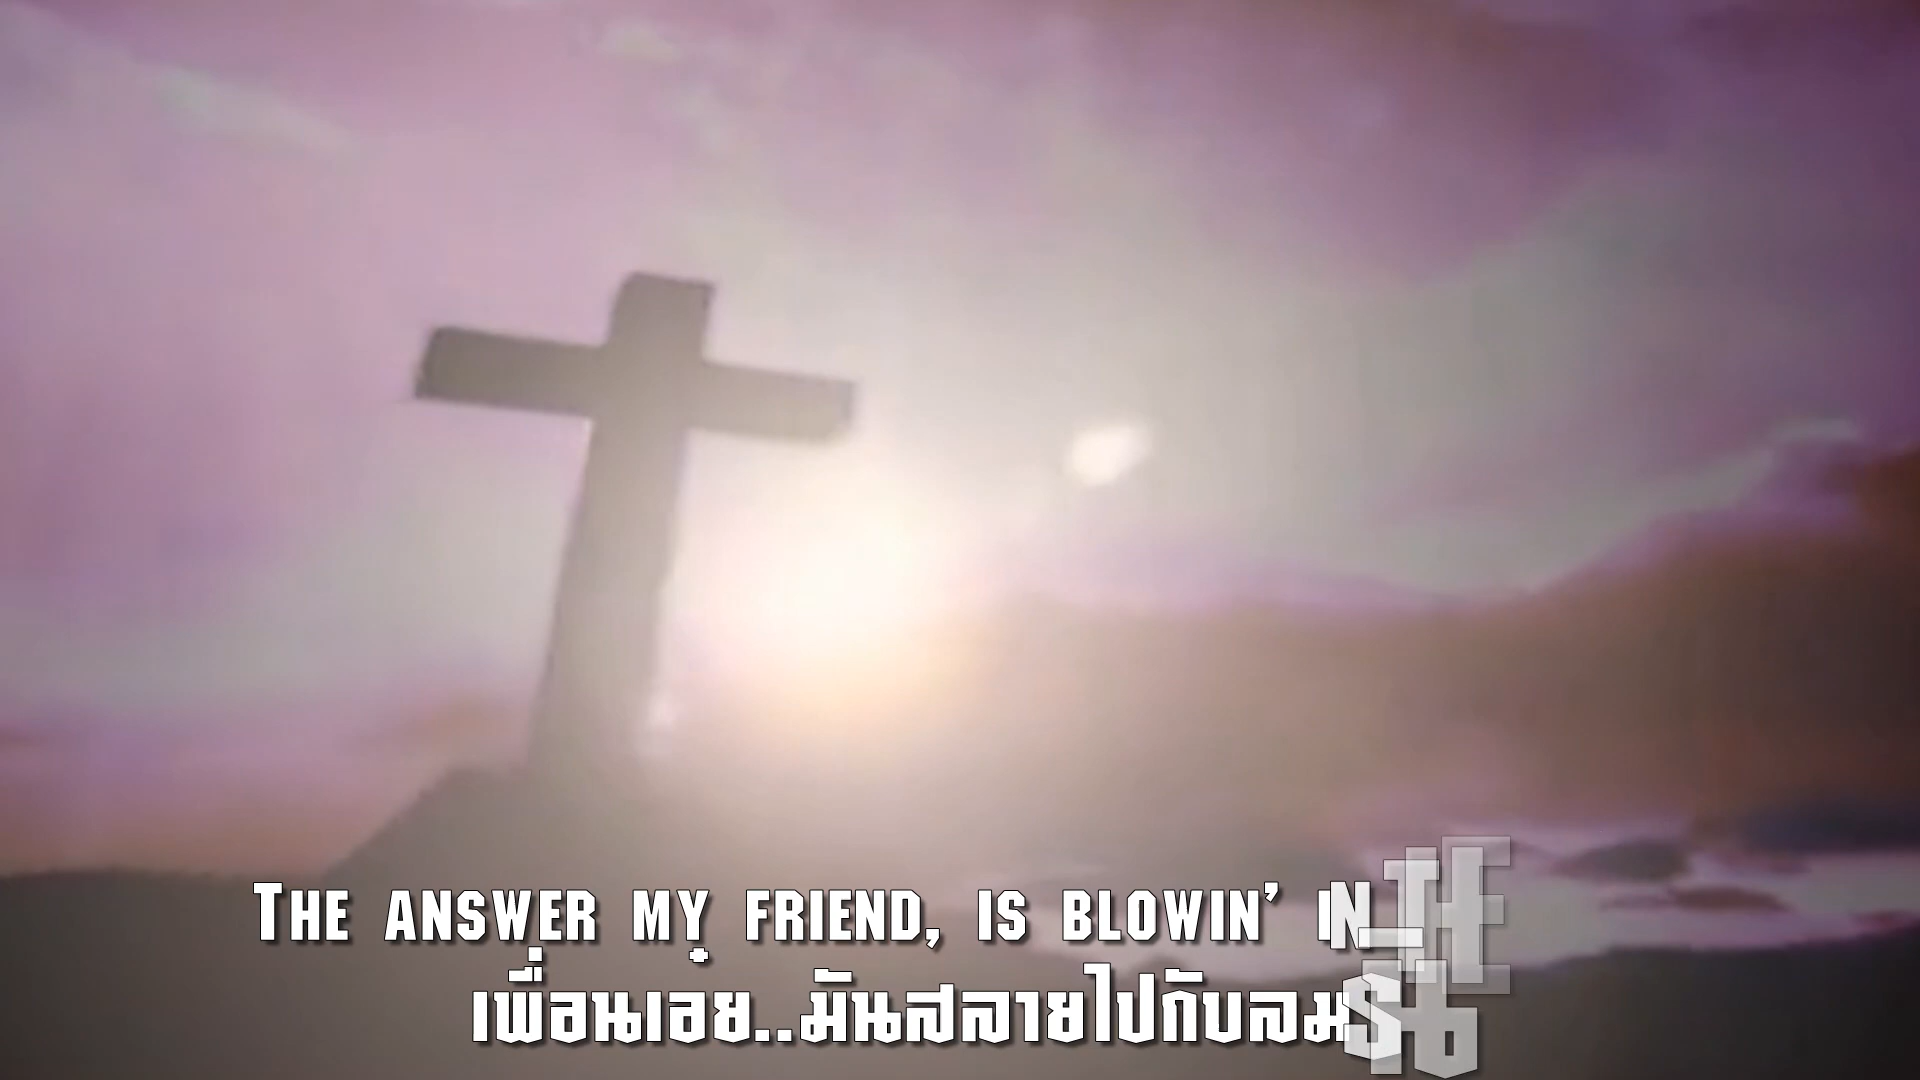 The answer my friend, is blowin' in the
เพื่อนเอ๋ย..มันสลายไปกับลม